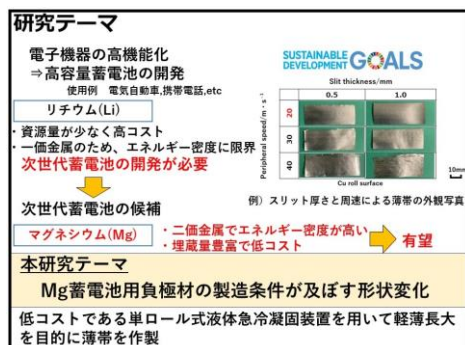 研究テーマ
電子機器の高機能化
⇒高容量蓄電池の開発
使用例 電気自動車,携帯電話,etc
リチウム(Li)
・資源量が少なく高コスト
・一価金属のため、エネルギー密度に限界
次世代蓄電池の開発が必要
次世代蓄電池の候補
マグネシウム(Mg)
・二価金属でエネルギー密度が高い
・埋蔵量豊富で低コスト
有望
SUSTAINABLE
DEVELOPMENT
GOALS
Slit thickness/mm
0.5 1.0
Peripheral speed/m・s⁻¹
20
30
40
Cu roll surface
10mm
例）スリット厚さと周速による薄帯の外観写真
本研究テーマ
Mg蓄電池用負極材の製造条件が及ぼす形状変化
低コストである単ロール式液体急冷凝固装置を用いて軽薄長大
を目的に薄帯を作製